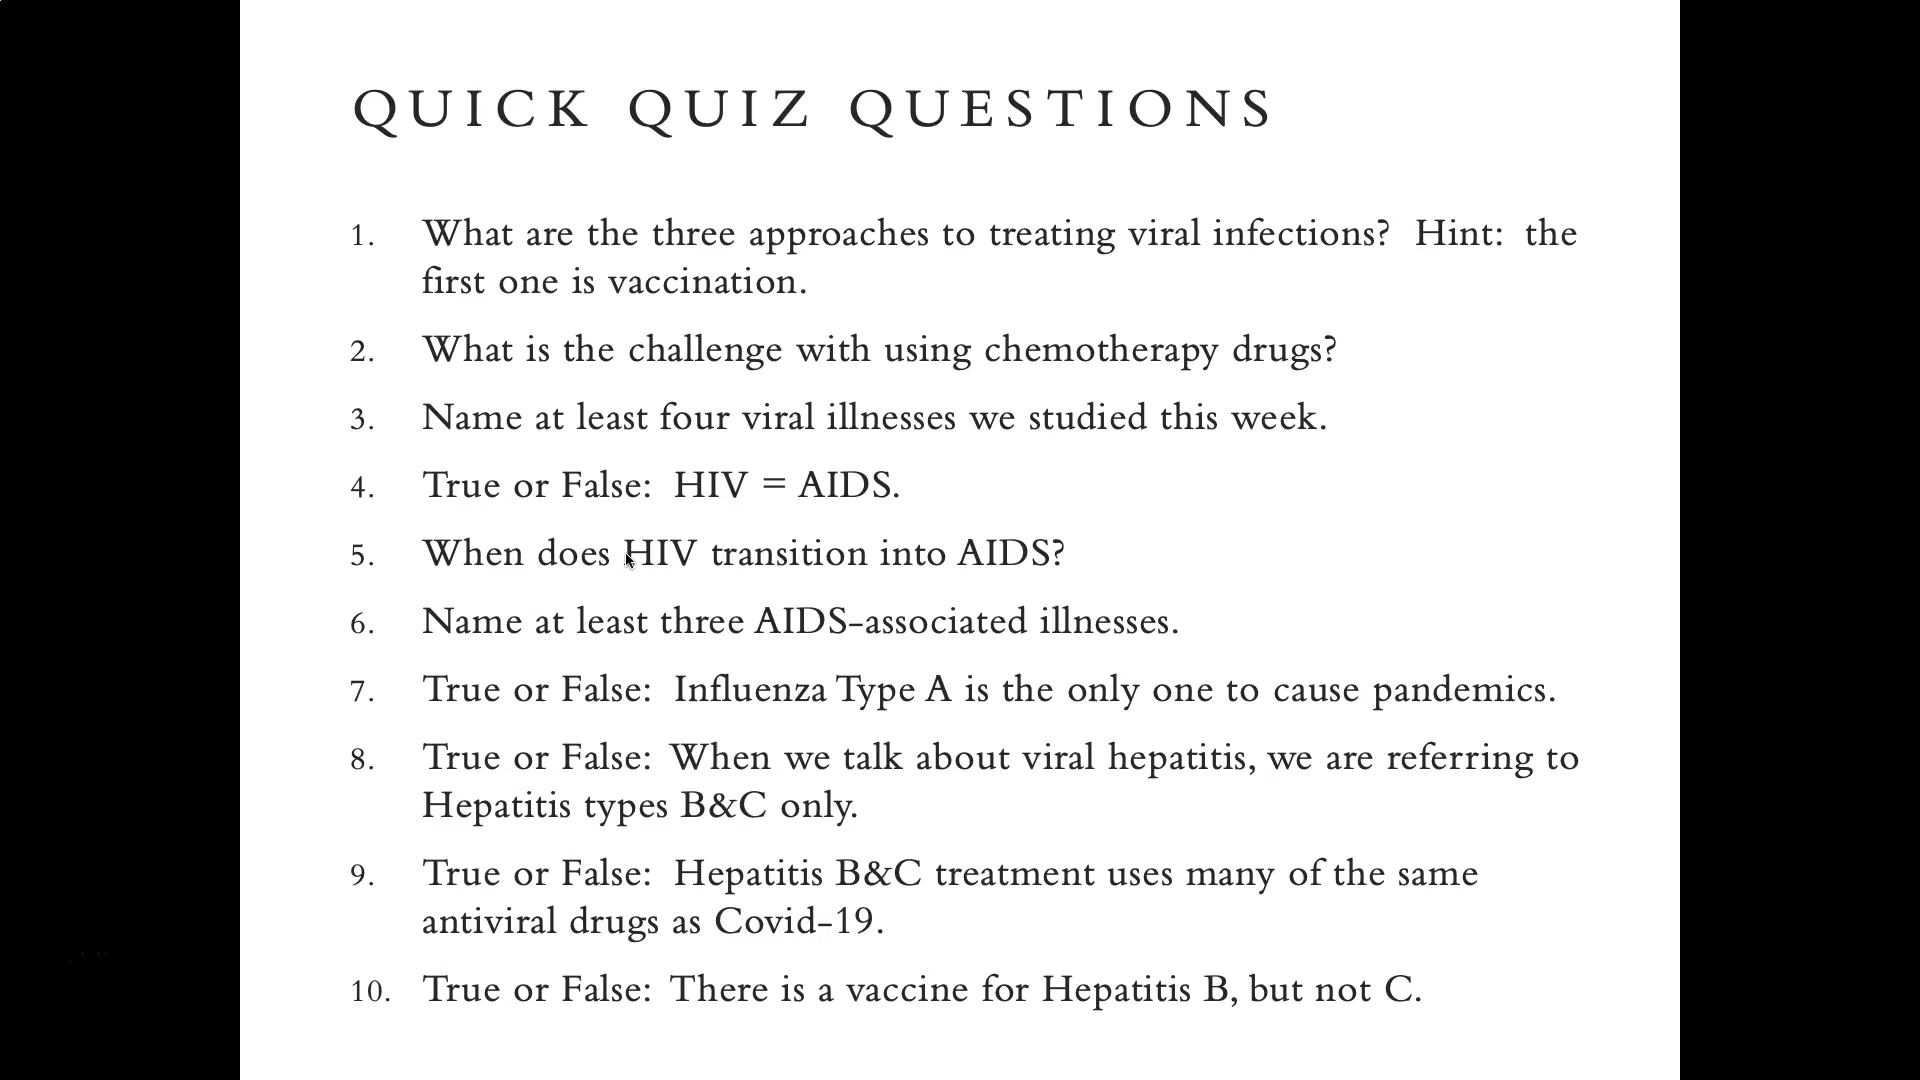 QUICK QUIZ QUESTIONS
1. What are the three approaches to treating viral infections? Hint: the
first one is vaccination.
2. What is the challenge with using chemotherapy drugs?
3. Name at least four viral illnesses we studied this week.
4. True or False: HIV = AIDS.
5. When does HIV transition into AIDS?
6. Name at least three AIDS-associated illnesses.
7. True or False: Influenza Type A is the only one to cause pandemics.
8. True or False: When we talk about viral hepatitis, we are referring to
Hepatitis types B&C only.
9. True or False: Hepatitis B&C treatment uses many of the same
antiviral drugs as Covid-19.
10. True or False: There is a vaccine for Hepatitis B, but not C.